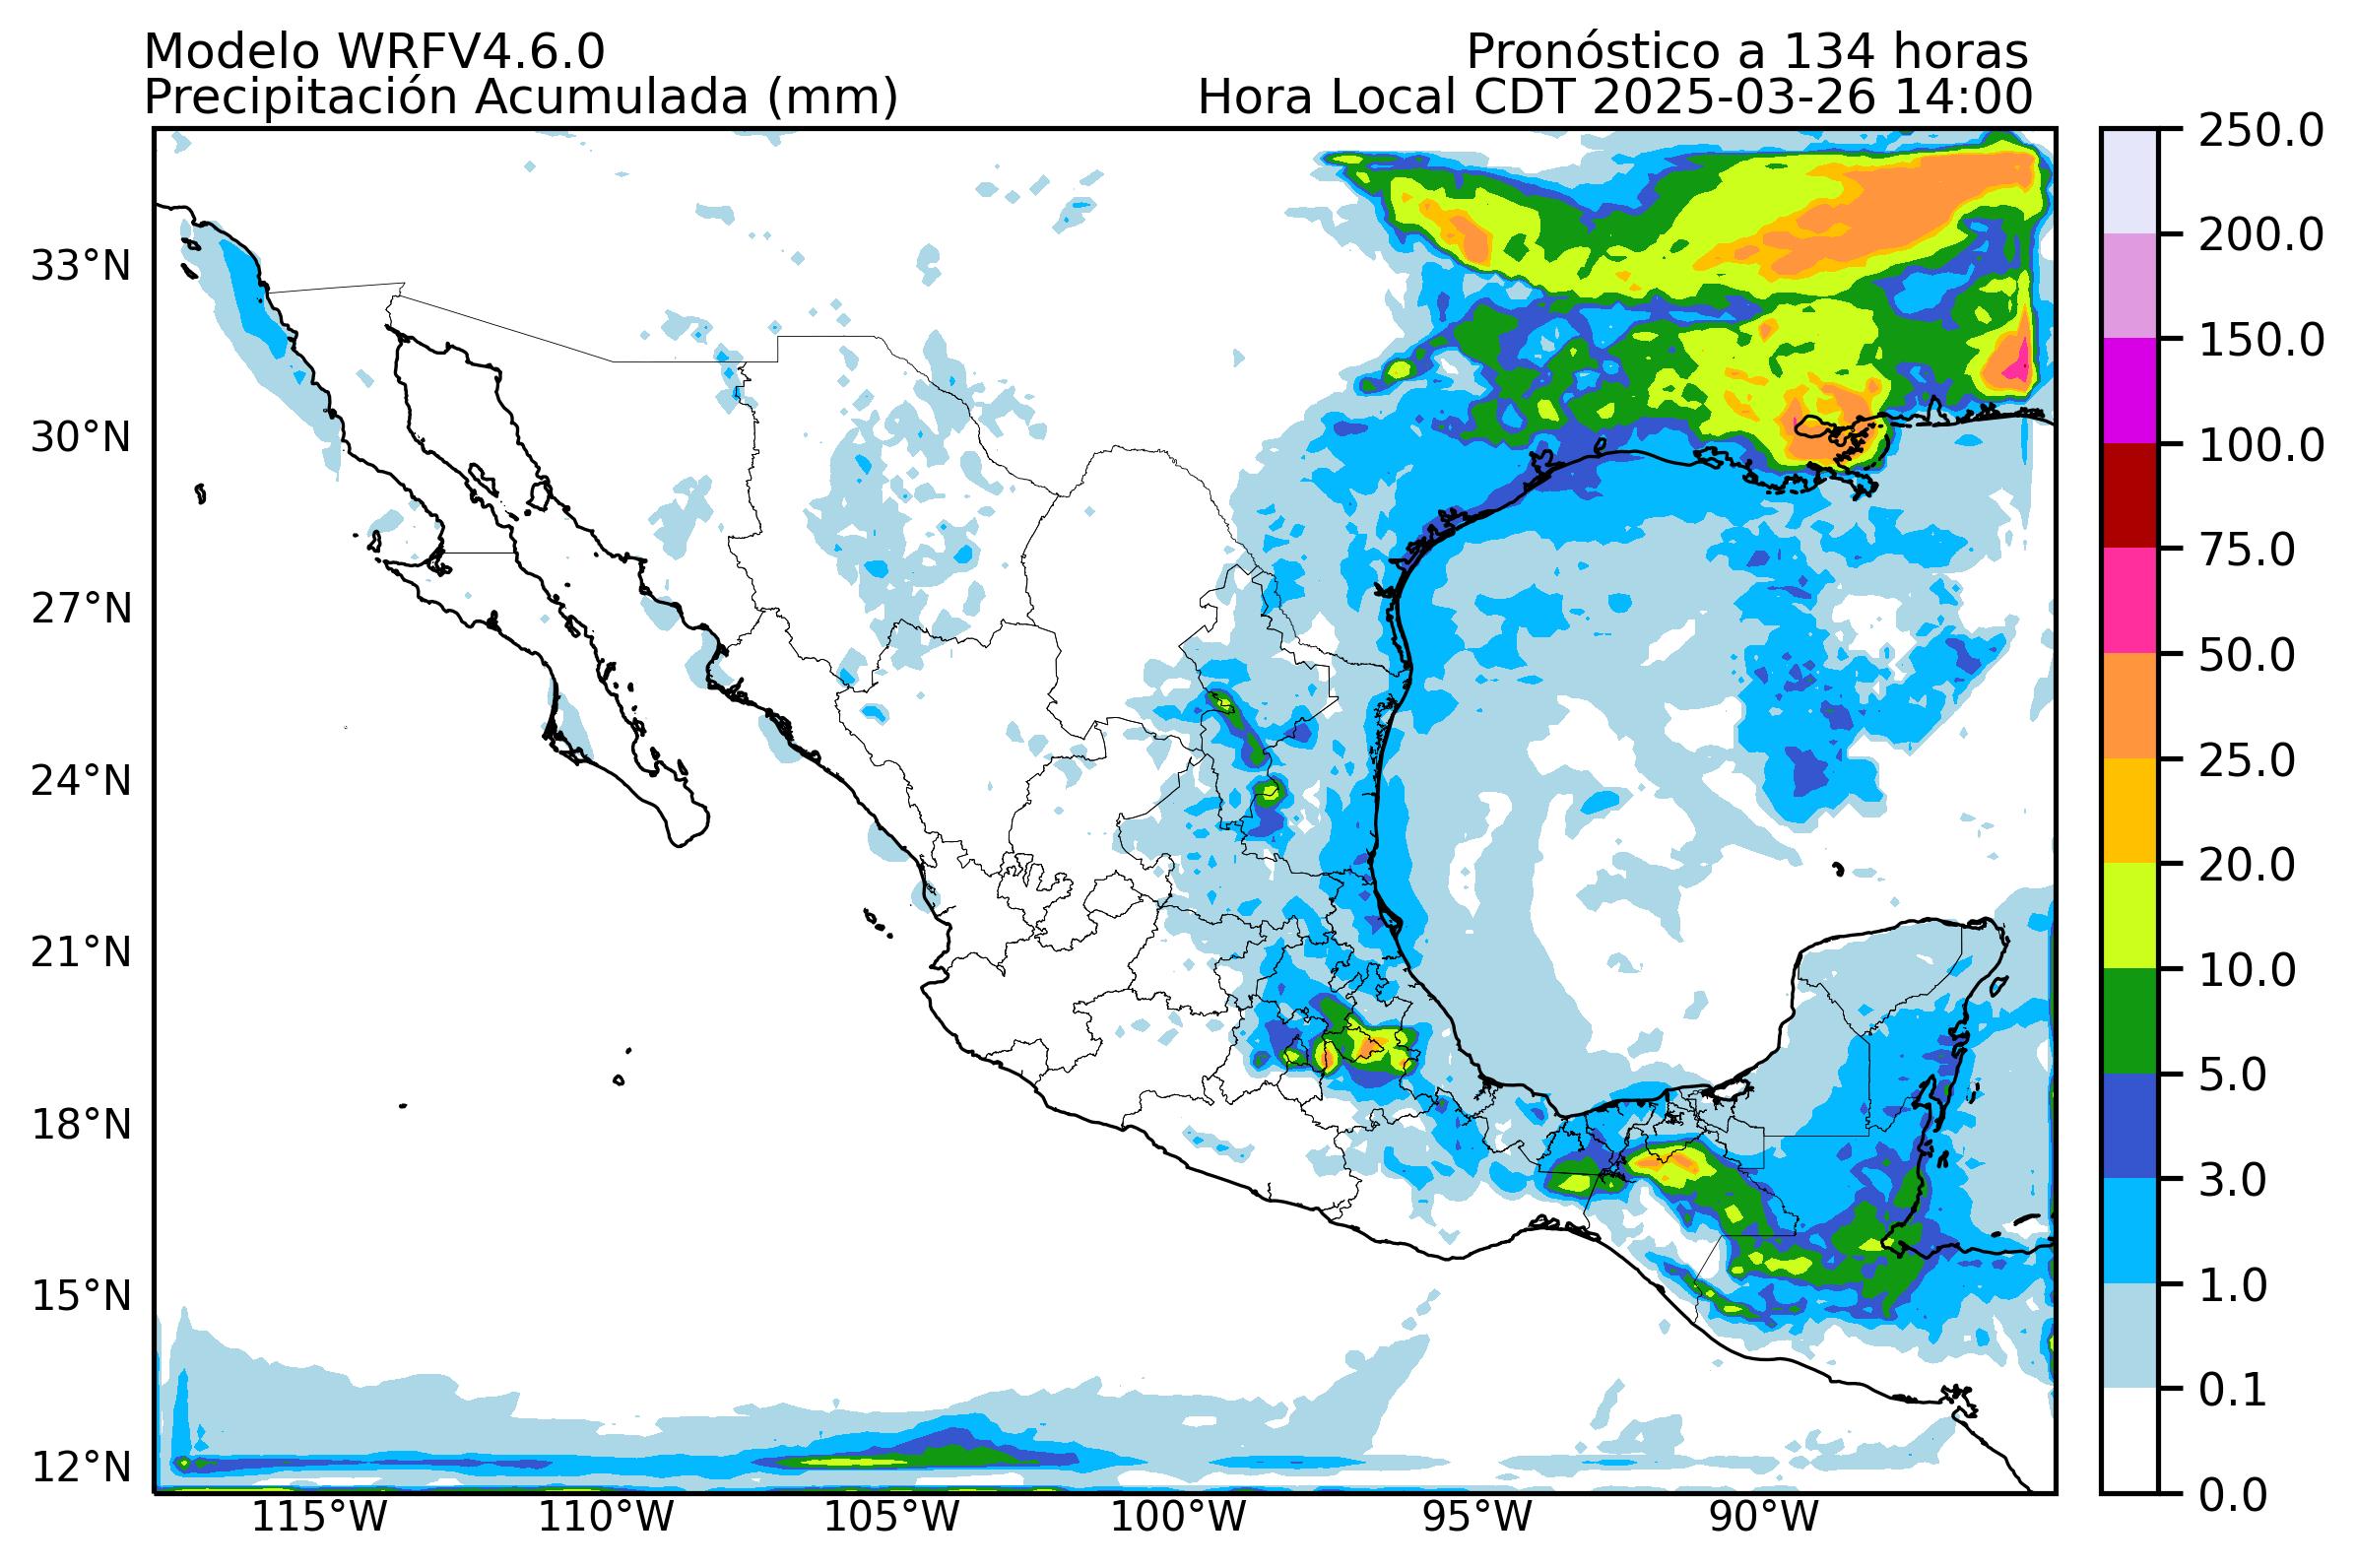 Modelo WRFV4.6.0
Pronóstico a 134 horas
Precipitación Acumulada (mm)
Hora Local CDT 2025-03-26 14:00
33°N
30°N
27°N
24°N
21°N
18°N
15°N
12°N
115°W
110°W
105°W
100°W
95°W
90°W
250.0
200.0
150.0
100.0
75.0
50.0
25.0
20.0
10.0
5.0
3.0
1.0
0.1
0.0